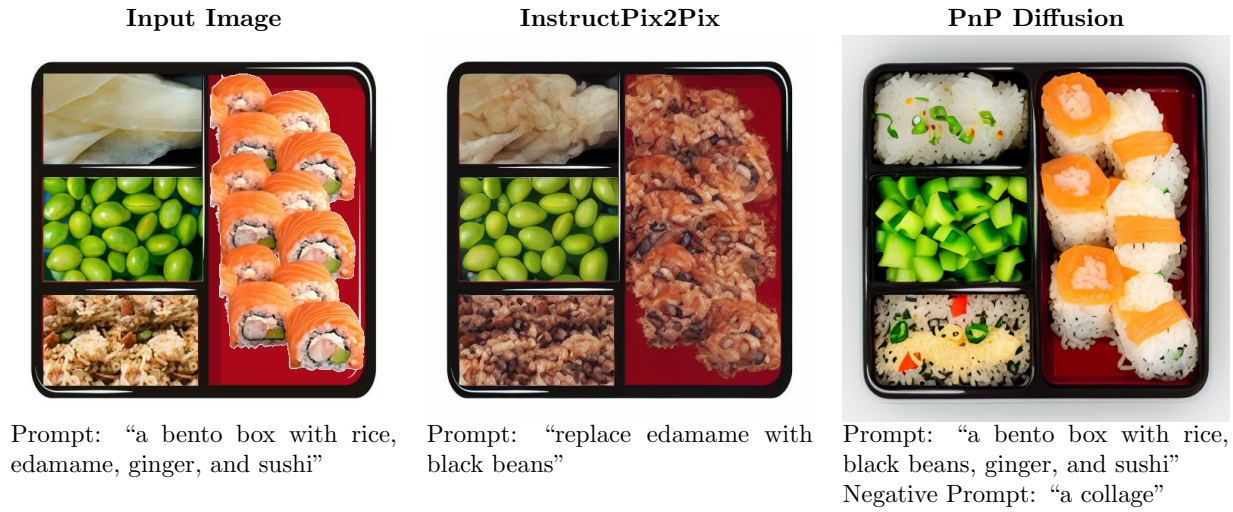 Input Image
InstructPix2Pix
PnP Diffusion
Prompt: “a bento box with rice,
edamame, ginger, and sushi”
Prompt: “replace edamame with
black beans”
Prompt: “a bento box with rice,
black beans, ginger, and sushi”
Negative Prompt: “a collage”